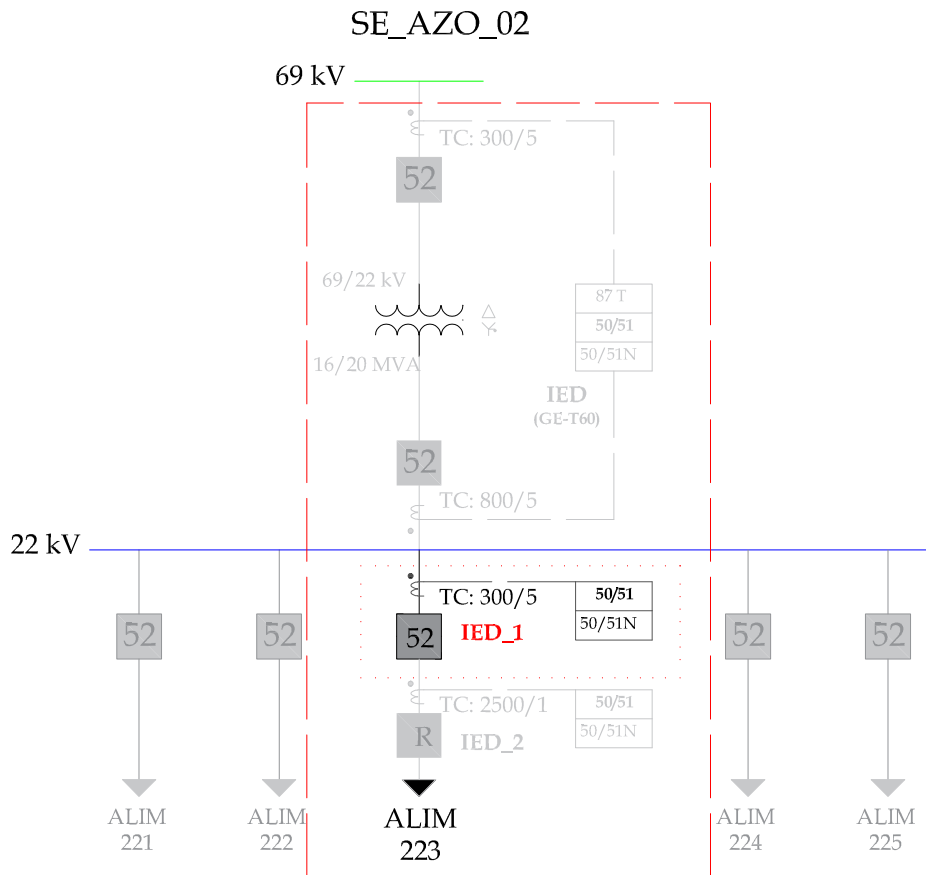 SE_AZO_02
69 kV
TC: 300/5
52
69/22 kV
Δ
Y
87 T
50/51
50/51N
16/20 MVA
IED
(GE-T60)
52
TC: 800/5
22 kV
TC: 300/5
50/51
50/51N
52
52
52
IED_1
52
52
TC: 2500/1
50/51
50/51N
R
IED_2
ALIM
221
ALIM
222
ALIM
223
ALIM
224
ALIM
225